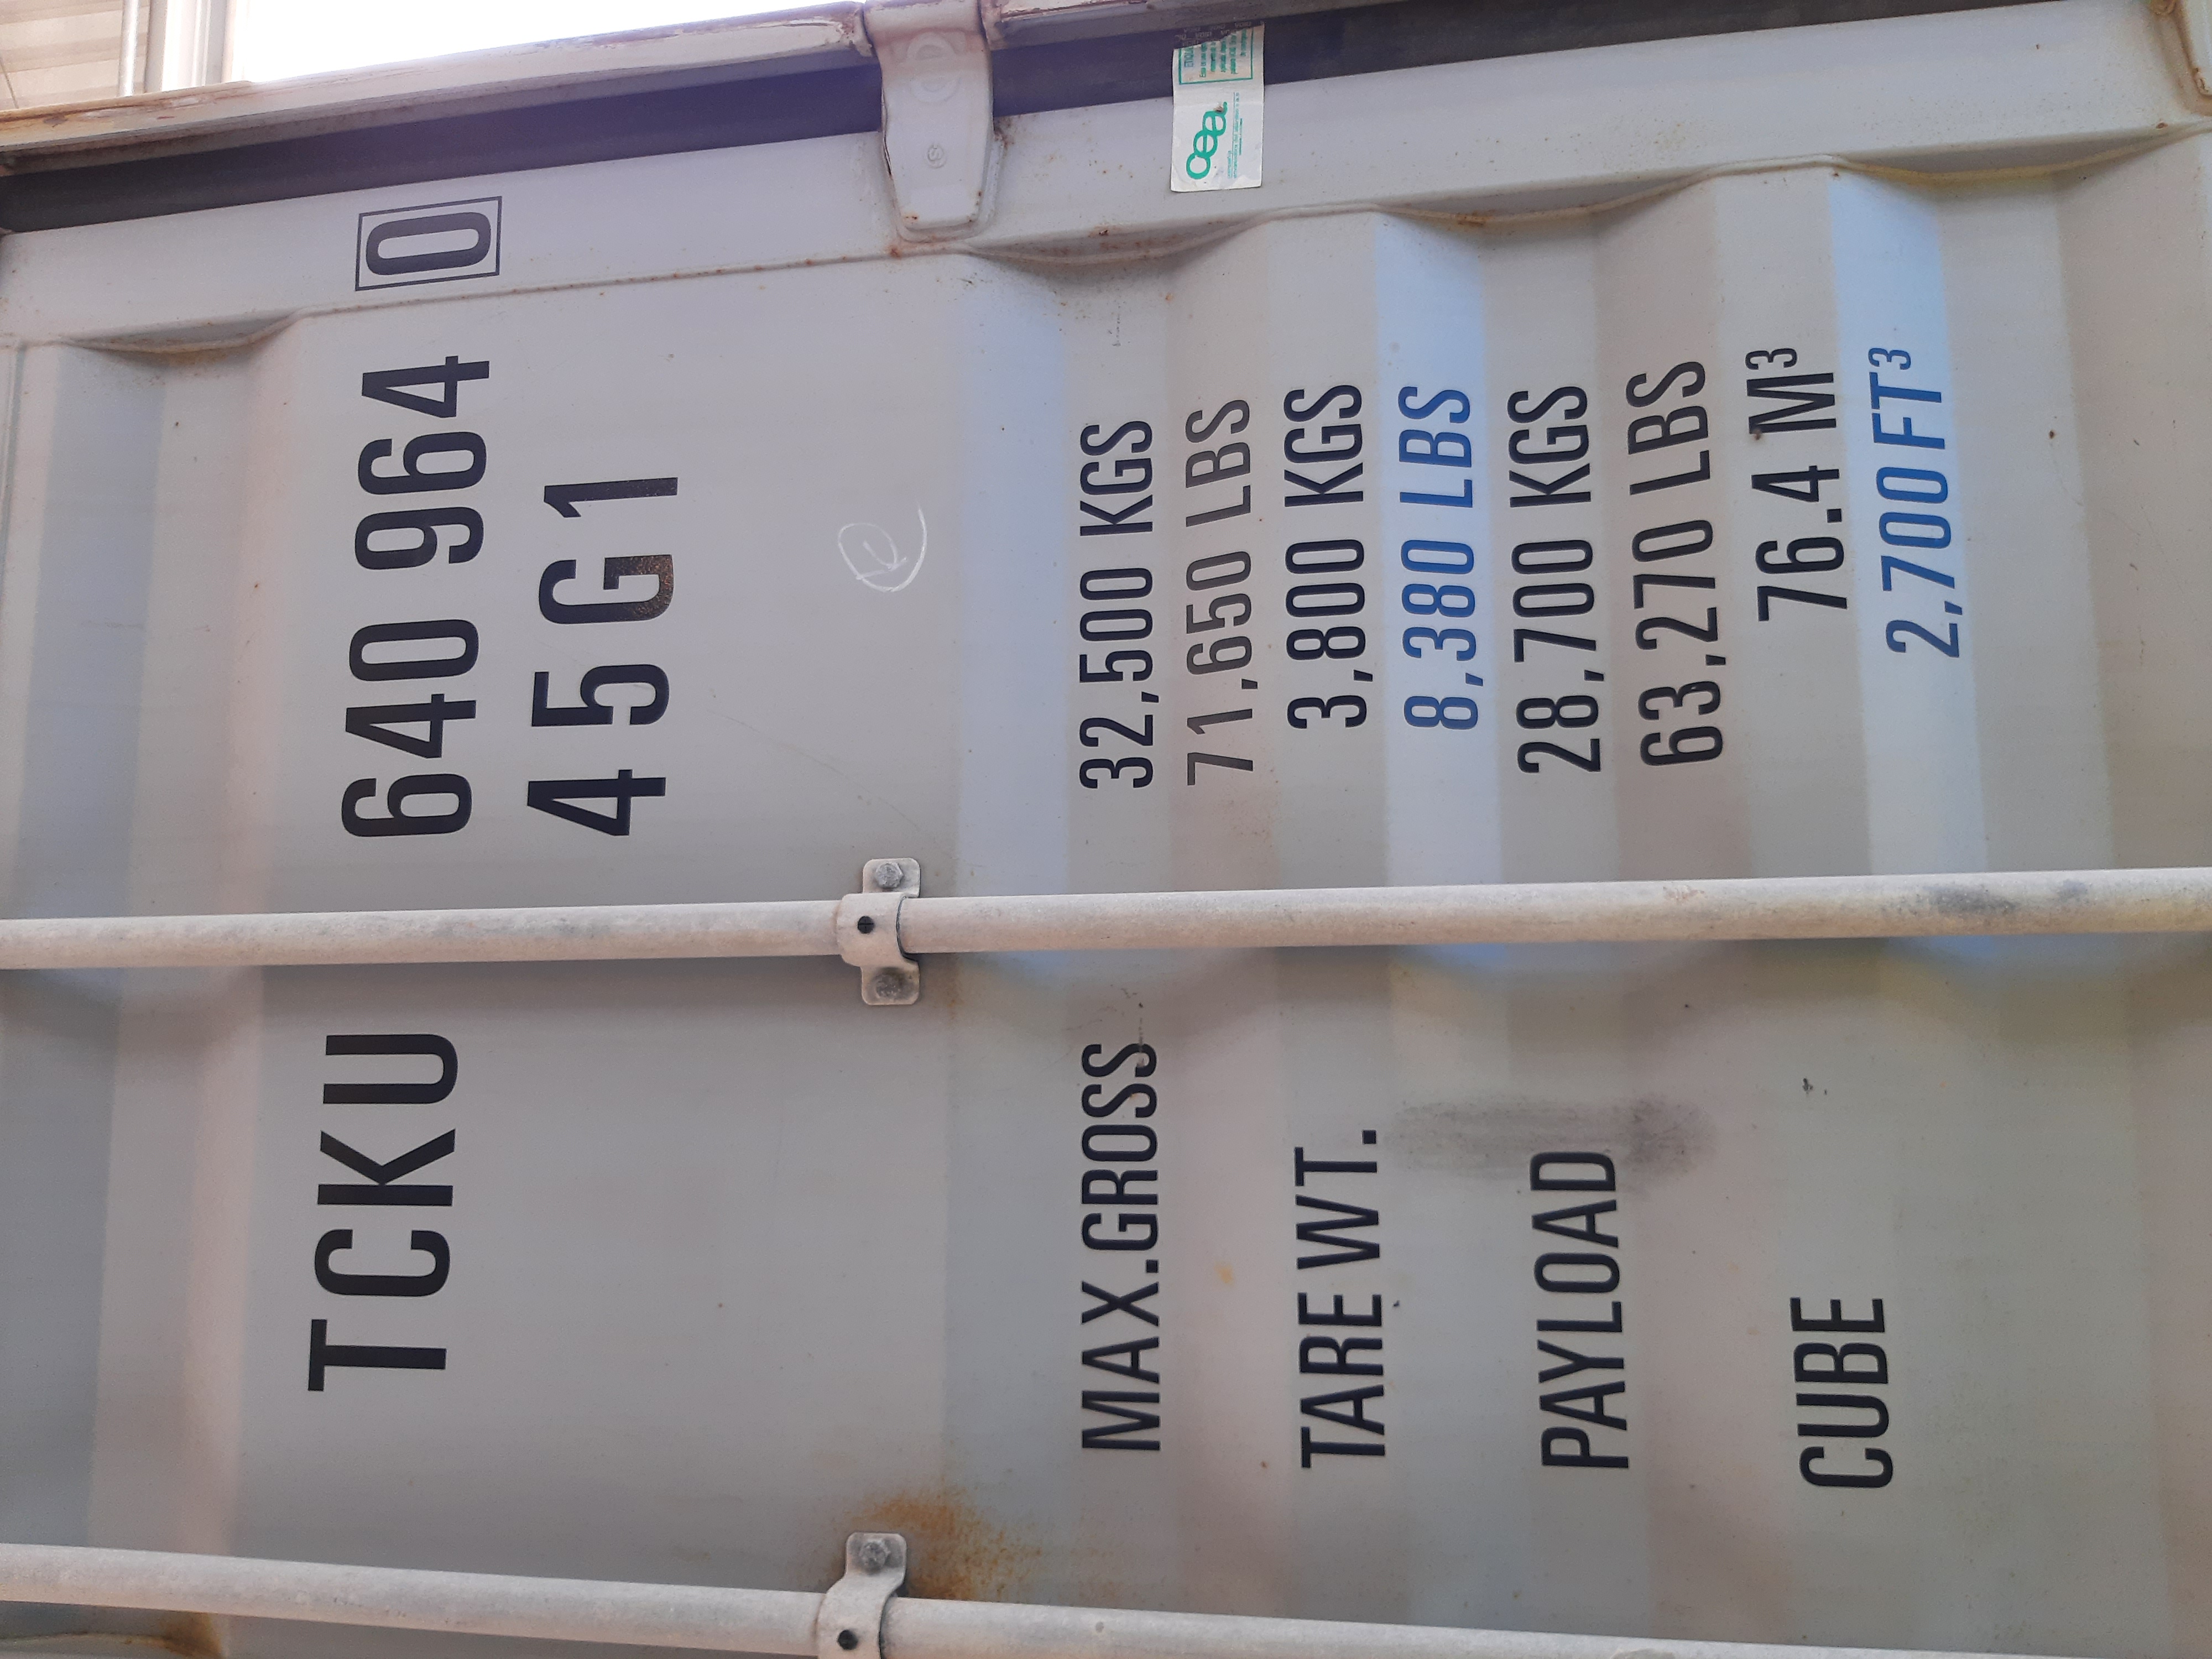 TCKU 640 964 0
45G1
MAX.GROSS 32,500 KGS
71,650 LBS
TARE WT. 3,800 KGS
8,380 LBS
PAYLOAD 28,700 KGS
63,270 LBS
CUBE 76.4 M³
2,700 FT³
cea